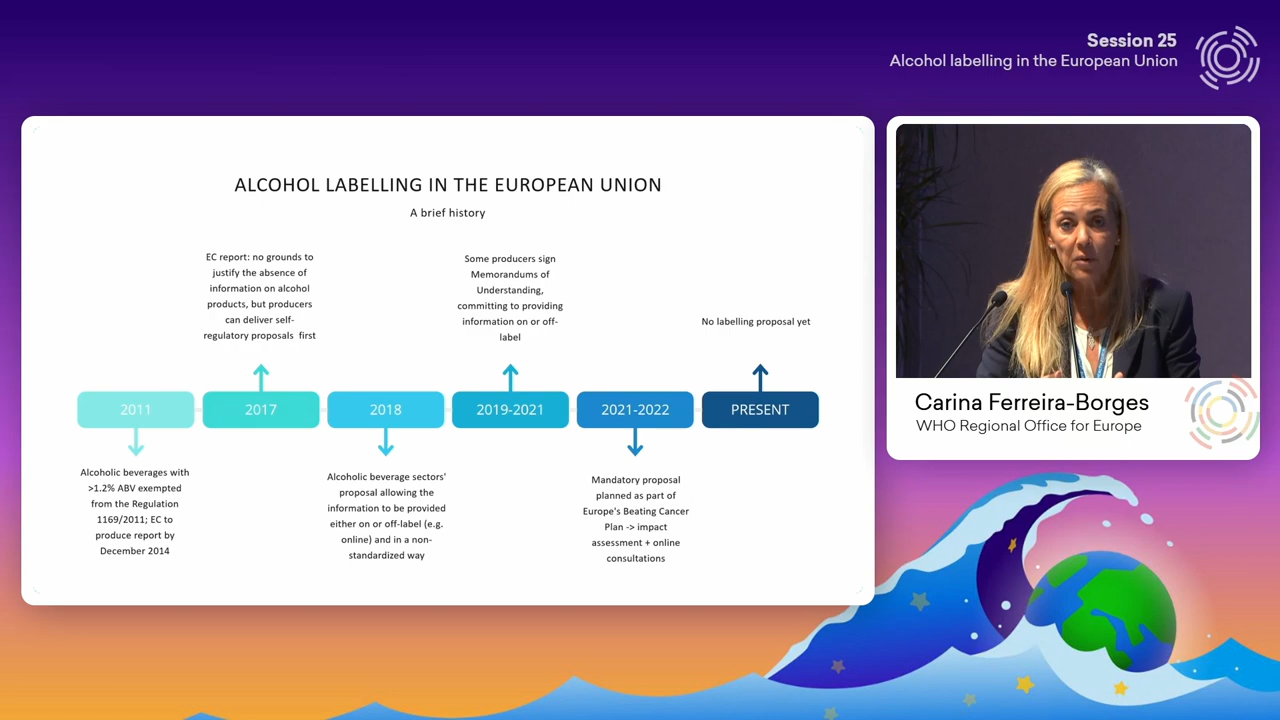 Session 25
Alcohol labelling in the European Union
ALCOHOL LABELLING IN THE EUROPEAN UNION
A brief history
EC report: no grounds to
justify the absence of
information on alcohol
products, but producers
can deliver self-
regulatory proposals first
Some producers sign
Memorandums of
Understanding,
committing to providing
information on or off-
label
No labelling proposal yet
2011
2017
2018
2019-2021
2021-2022
PRESENT
Alcoholic beverages with
>1.2% ABV exempted
from the Regulation
1169/2011; EC to
produce report by
December 2014
Alcoholic beverage sectors'
proposal allowing the
information to be provided
either on or off-label (e.g.
online) and in a non-
standardized way
Mandatory proposal
planned as part of
Europe's Beating Cancer
Plan -> impact
assessment + online
consultations
Carina Ferreira-Borges
WHO Regional Office for Europe